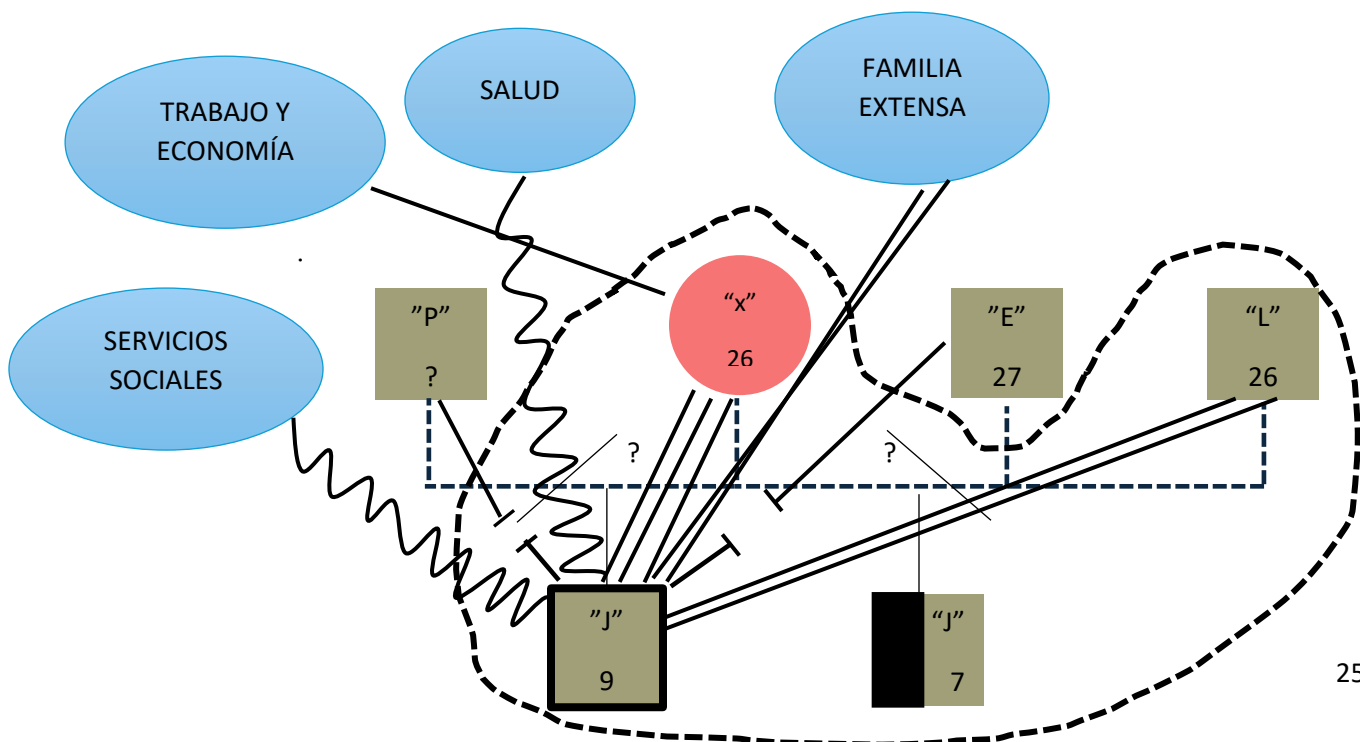 TRABAJO Y
ECONOMÍA
SALUD
FAMILIA
EXTENSA
.
SERVICIOS
SOCIALES
”P”
?
“x”
26
”E”
27
“L”
26
?
?
”J”
9
“J”
7
25